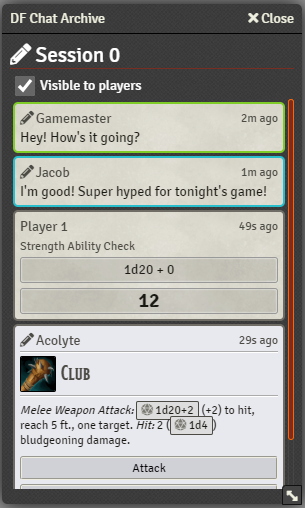 DF Chat Archive
Close
Session 0
Visible to players
Gamemaster 2m ago
Hey! How's it going?
Jacob 1m ago
I'm good! Super hyped for tonight's game!
Player 1 49s ago
Strength Ability Check
1d20 + 0
12
Acolyte 29s ago
Club
Melee Weapon Attack: 1d20+2 (+2) to hit,
reach 5 ft., one target. Hit: 2 ( 1d4 )
bludgeoning damage.
Attack